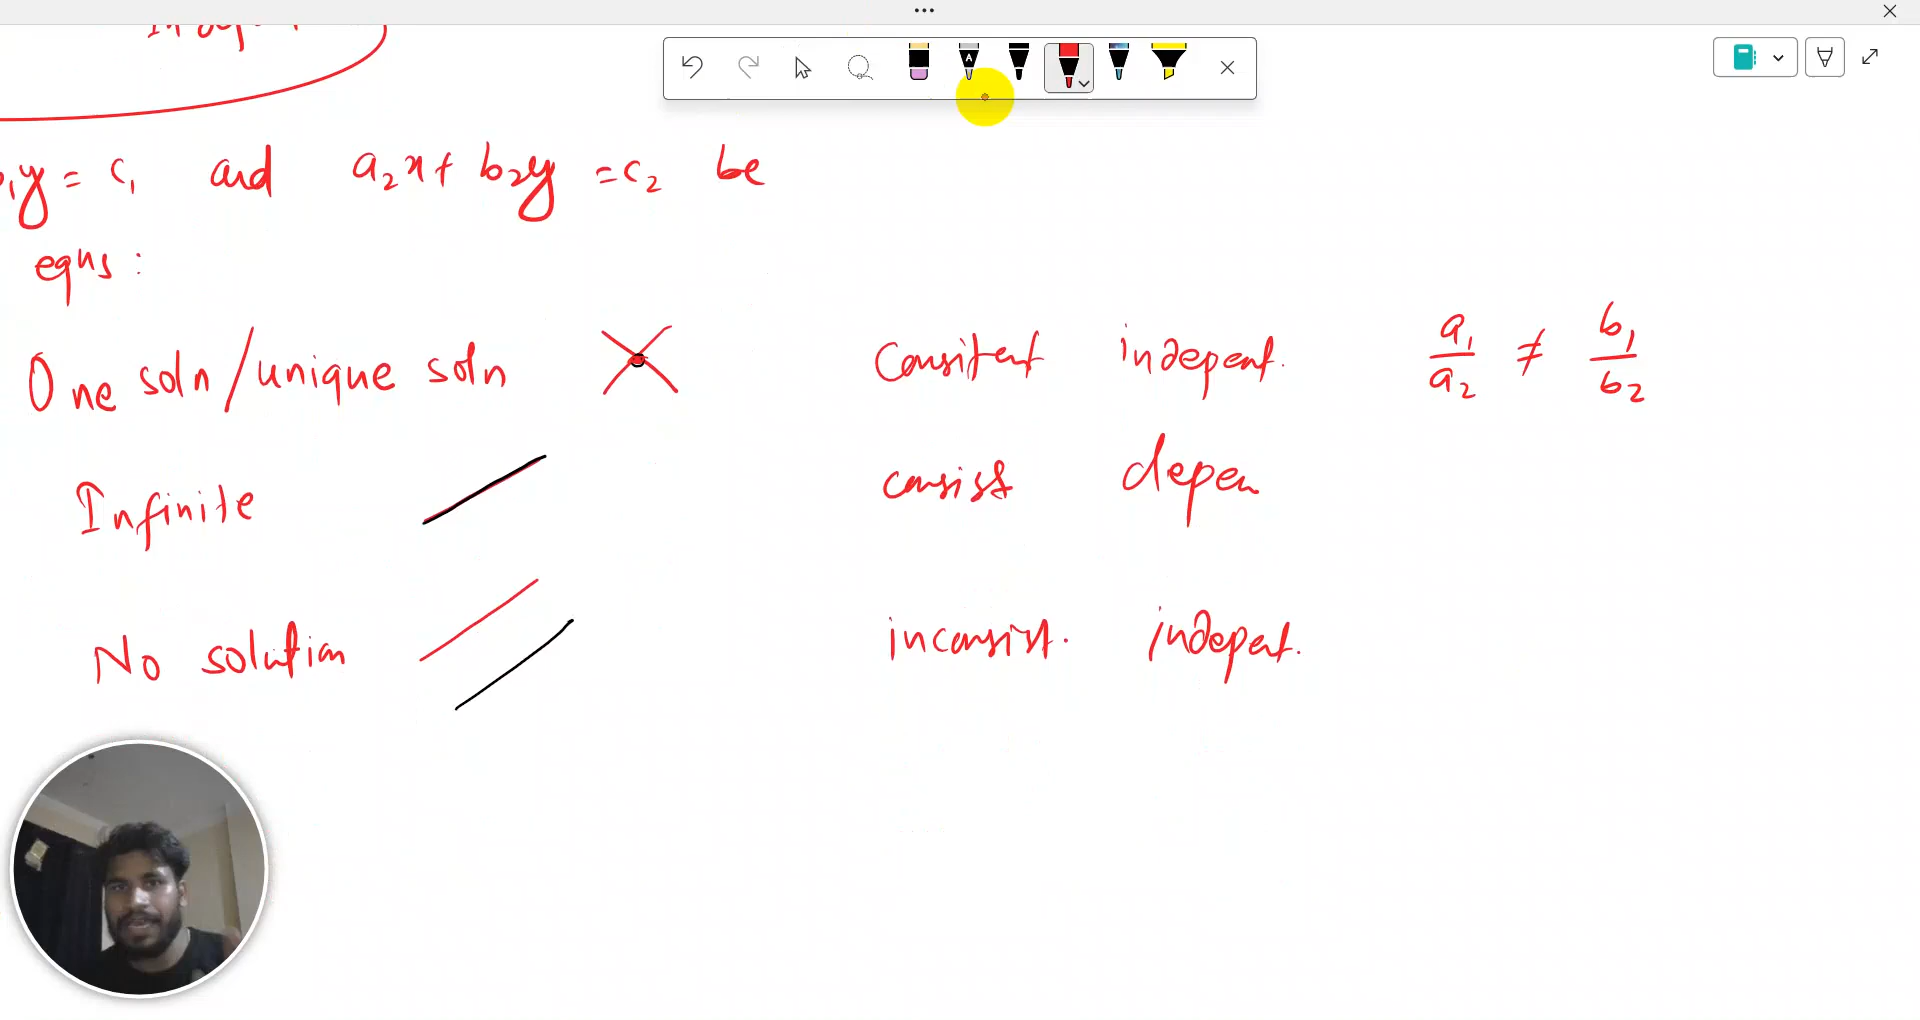 y = c₁ and a₂x + b₂y = c₂ be
eqns :
One soln/unique soln Consitent indepent. a₁/a₂ ≠ b₁/b₂
Infinite consist depen
No solution inconsist. indepent.